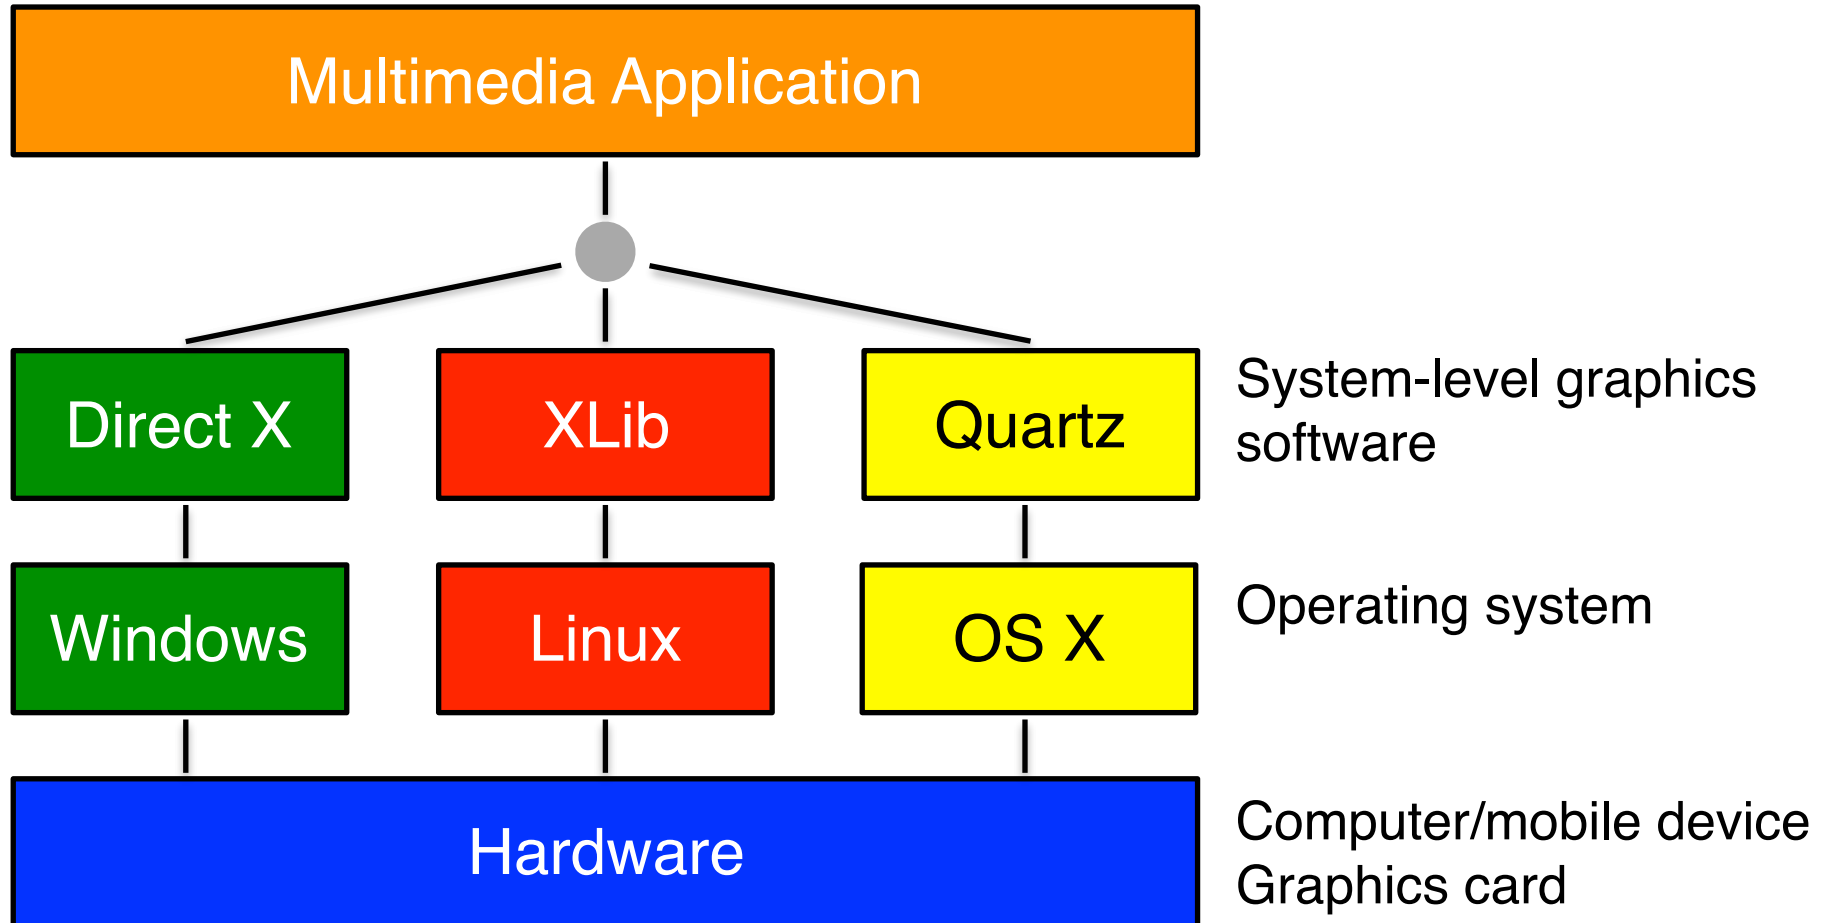 Multimedia Application
Direct X
XLib
Quartz
System-level graphics
software
Windows
Linux
OS X
Operating system
Hardware
Computer/mobile device
Graphics card